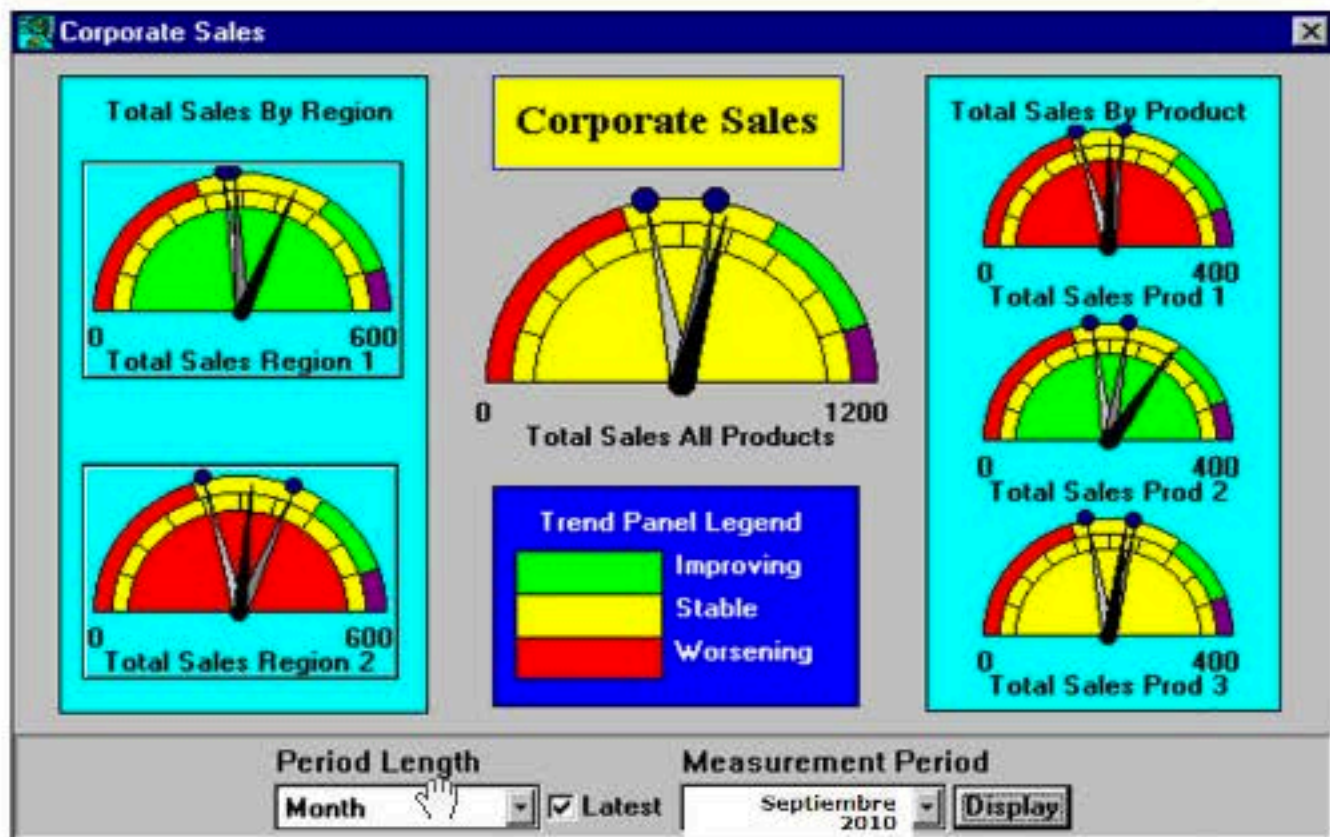 Corporate Sales
Total Sales By Region
0 600
Total Sales Region 1
0 600
Total Sales Region 2
Corporate Sales
0 1200
Total Sales All Products
Trend Panel Legend
Improving
Stable
Worsening
Total Sales By Product
0 400
Total Sales Prod 1
0 400
Total Sales Prod 2
0 400
Total Sales Prod 3
Period Length
Month
Latest
Measurement Period
Septiembre
2010
Display